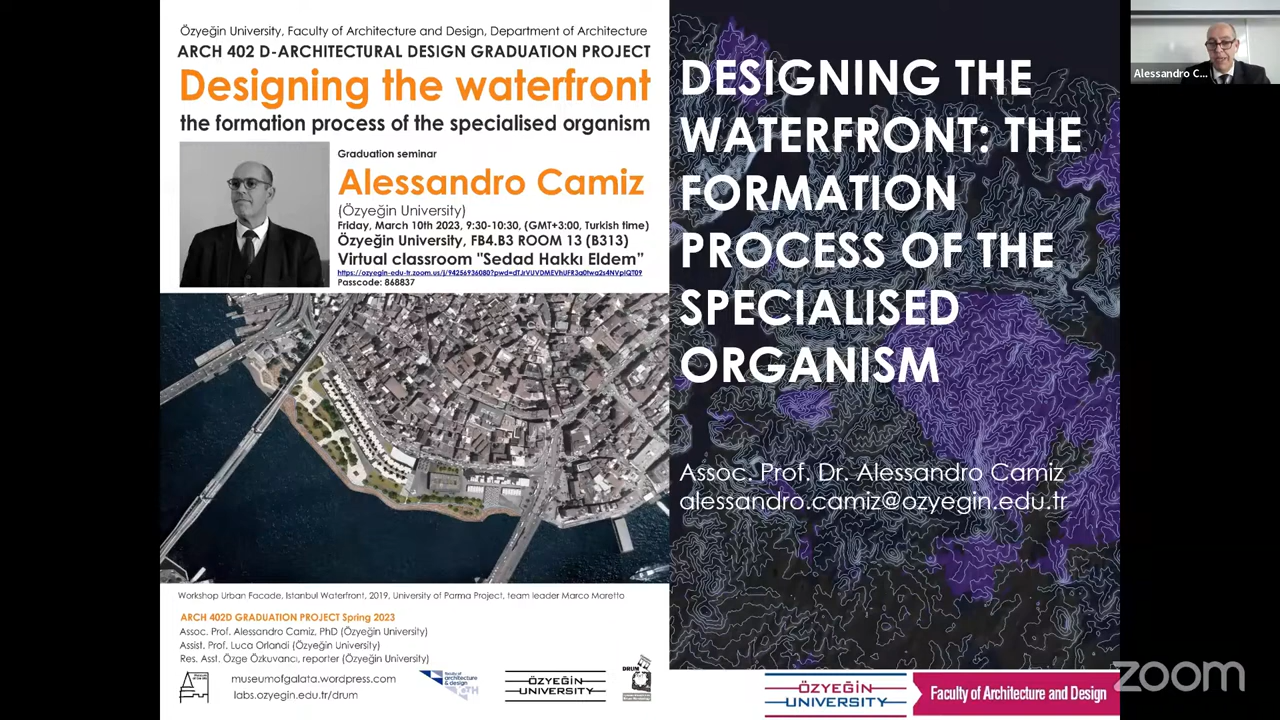 Özyeğin University, Faculty of Architecture and Design, Department of Architecture
ARCH 402 D-ARCHITECTURAL DESIGN GRADUATION PROJECT
Designing the waterfront
the formation process of the specialised organism
Graduation seminar
Alessandro Camiz
(Özyeğin University)
Friday, March 10th 2023, 9:30-10:30, (GMT+3:00, Turkish time)
Özyeğin University, FB4.B3 ROOM 13 (B313)
Virtual classroom "Sedad Hakkı Eldem"
Passcode: 868837
Workshop Urban Facade, Istanbul Waterfront, 2019, University of Parma Project, team leader Marco Maretto
ARCH 402D GRADUATION PROJECT Spring 2023
Assoc. Prof. Alessandro Camiz, PhD (Özyeğin University)
Assist. Prof. Luca Orlandi (Özyeğin University)
Res. Asst. Özge Özkuvancı, reporter (Özyeğin University)
museumofgalata.wordpress.com
labs.ozyegin.edu.tr/drum
Faculty of
architecture
& design
ÖZYEĞİN
UNIVERSITY
DRUM
DESIGNING THE
WATERFRONT: THE
FORMATION
PROCESS OF THE
SPECIALISED
ORGANISM
Assoc. Prof. Dr. Alessandro Camiz
alessandro.camiz@ozyegin.edu.tr
ÖZYEĞİN
UNIVERSITY
Faculty of Architecture and Design
Alessandro C...
zoom